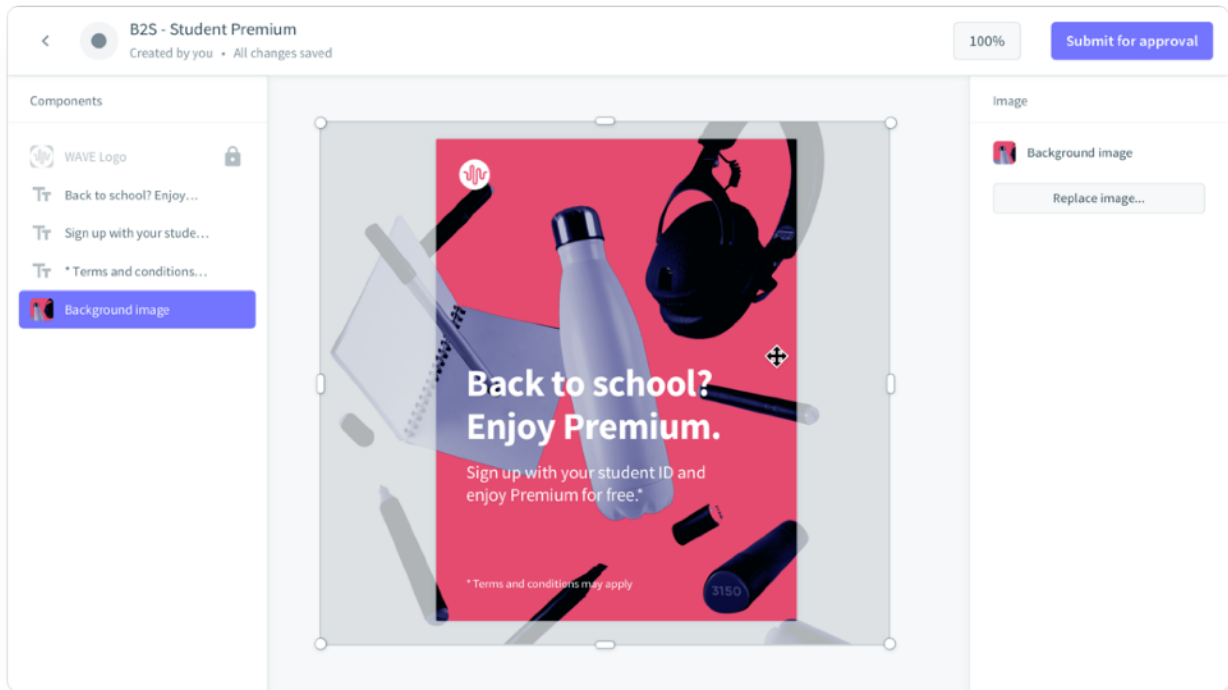 B2S - Student Premium
Created by you • All changes saved
100%
Submit for approval
Components
WAVE Logo
Back to school? Enjoy...
Sign up with your stude...
* Terms and conditions...
Background image
Back to school?
Enjoy Premium.
Sign up with your student ID and
enjoy Premium for free.*
* Terms and conditions may apply
3150
Image
Background image
Replace image...